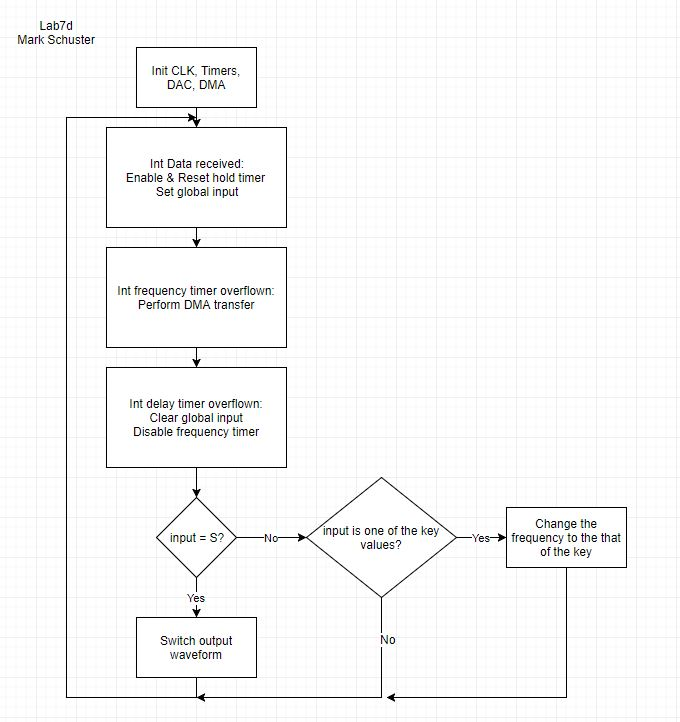 Lab7d
Mark Schuster
Init CLK, Timers,
DAC, DMA
Int Data received:
Enable & Reset hold timer
Set global input
Int frequency timer overflown:
Perform DMA transfer
Int delay timer overflown:
Clear global input
Disable frequency timer
input = S?
No
input is one of the key
values?
Yes
Change the
frequency to the that
of the key
Yes
No
Switch output
waveform